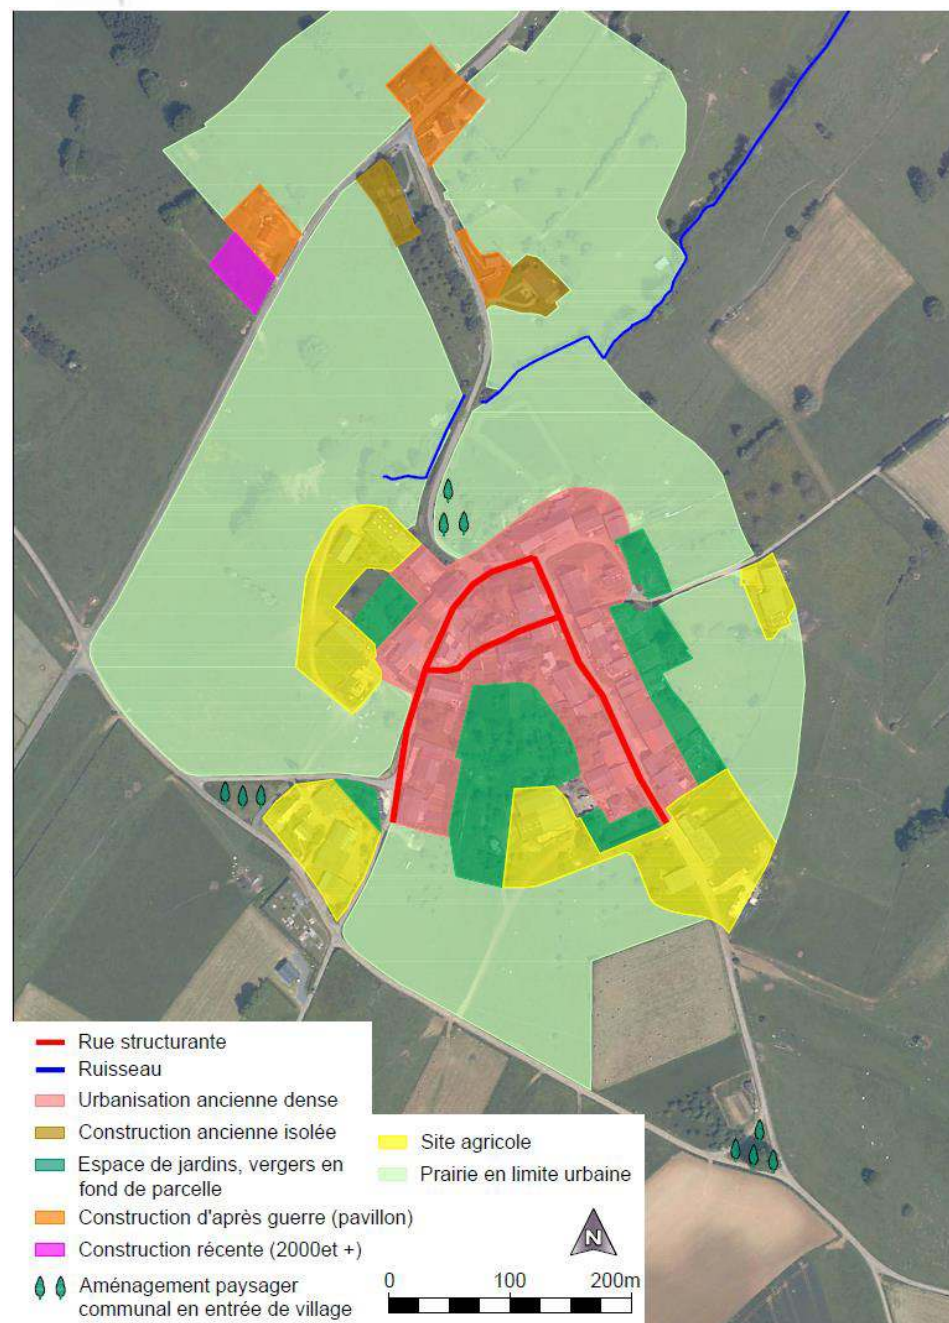 Rue structurante
Ruisseau
Urbanisation ancienne dense
Construction ancienne isolée
Espace de jardins, vergers en
fond de parcelle
Construction d'après guerre (pavillon)
Construction récente (2000et +)
Aménagement paysager
communal en entrée de village
Site agricole
Prairie en limite urbaine
N
0 100 200m